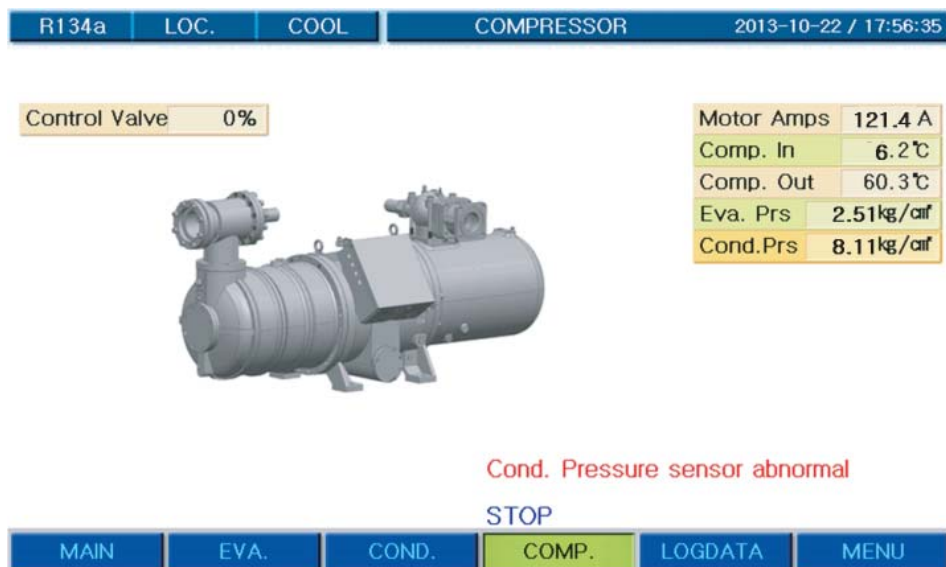 R134a LOC. COOL COMPRESSOR 2013-10-22 / 17:56:35
Control Valve 0%
Motor Amps 121.4 A
Comp. In 6.2℃
Comp. Out 60.3℃
Eva. Prs 2.51kg/㎠
Cond.Prs 8.11kg/㎠
Cond. Pressure sensor abnormal
STOP
MAIN EVA. COND. COMP. LOGDATA MENU